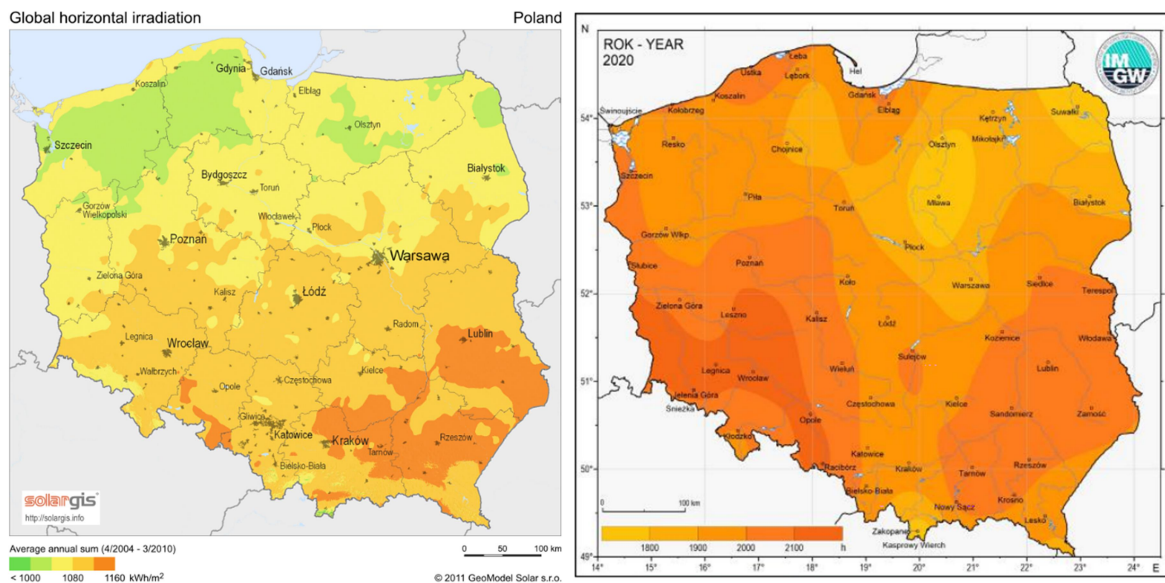 Global horizontal irradiation
Poland
Gdynia
Gdańsk
Koszalin
Elbląg
Olsztyn
Szczecin
Białystok
Bydgoszcz
Toruń
Gorzów
Wielkopolski
Włocławek
Płock
Poznań
Warsawa
Zielona Góra
Łódź
Kalisz
Radom
Lublin
Legnica
Wrocław
Kielce
Wałbrzych
Opole
Częstochowa
Gliwice
Katowice
Kraków
Rzeszów
Tarnów
Bielsko-Biała
solargis
http://solargis.info
Average annual sum (4/2004 - 3/2010)
< 1000 1080 1160 kWh/m²
0 50 100 km
© 2011 GeoModel Solar s.r.o.
N
ROK - YEAR
2020
IM
GW
Łeba
Hel
Ustka
Lębork
Koszalin
Gdańsk
Elbląg
Świnoujście
Kołobrzeg
Kętrzyn
Suwałki
54°
54°
Resko
Chojnice
Olsztyn
Mikołajki
Szczecin
Piła
Toruń
Mława
Białystok
53°
53°
Gorzów Wlkp.
Płock
Słubice
Poznań
Koło
Warszawa
Siedlce
Terespol
52°
52°
Zielona Góra
Leszno
Kalisz
Łódź
Kozienice
Włodawa
Sulejów
Legnica
Wrocław
Wieluń
Lublin
51°
51°
Jelenia Góra
Śnieżka
Opole
Częstochowa
Kielce
Sandomierz
Zamość
Kłodzko
Katowice
Racibórz
Kraków
Tarnów
Rzeszów
50°
50°
Bielsko-Biała
Nowy Sącz
Krosno
Lesko
0 100 km
Zakopane
Kasprowy Wierch
1800 1900 2000 2100 h
49°
49°
14° 15° 16° 17° 18° 19° 20° 21° 22° 23° E